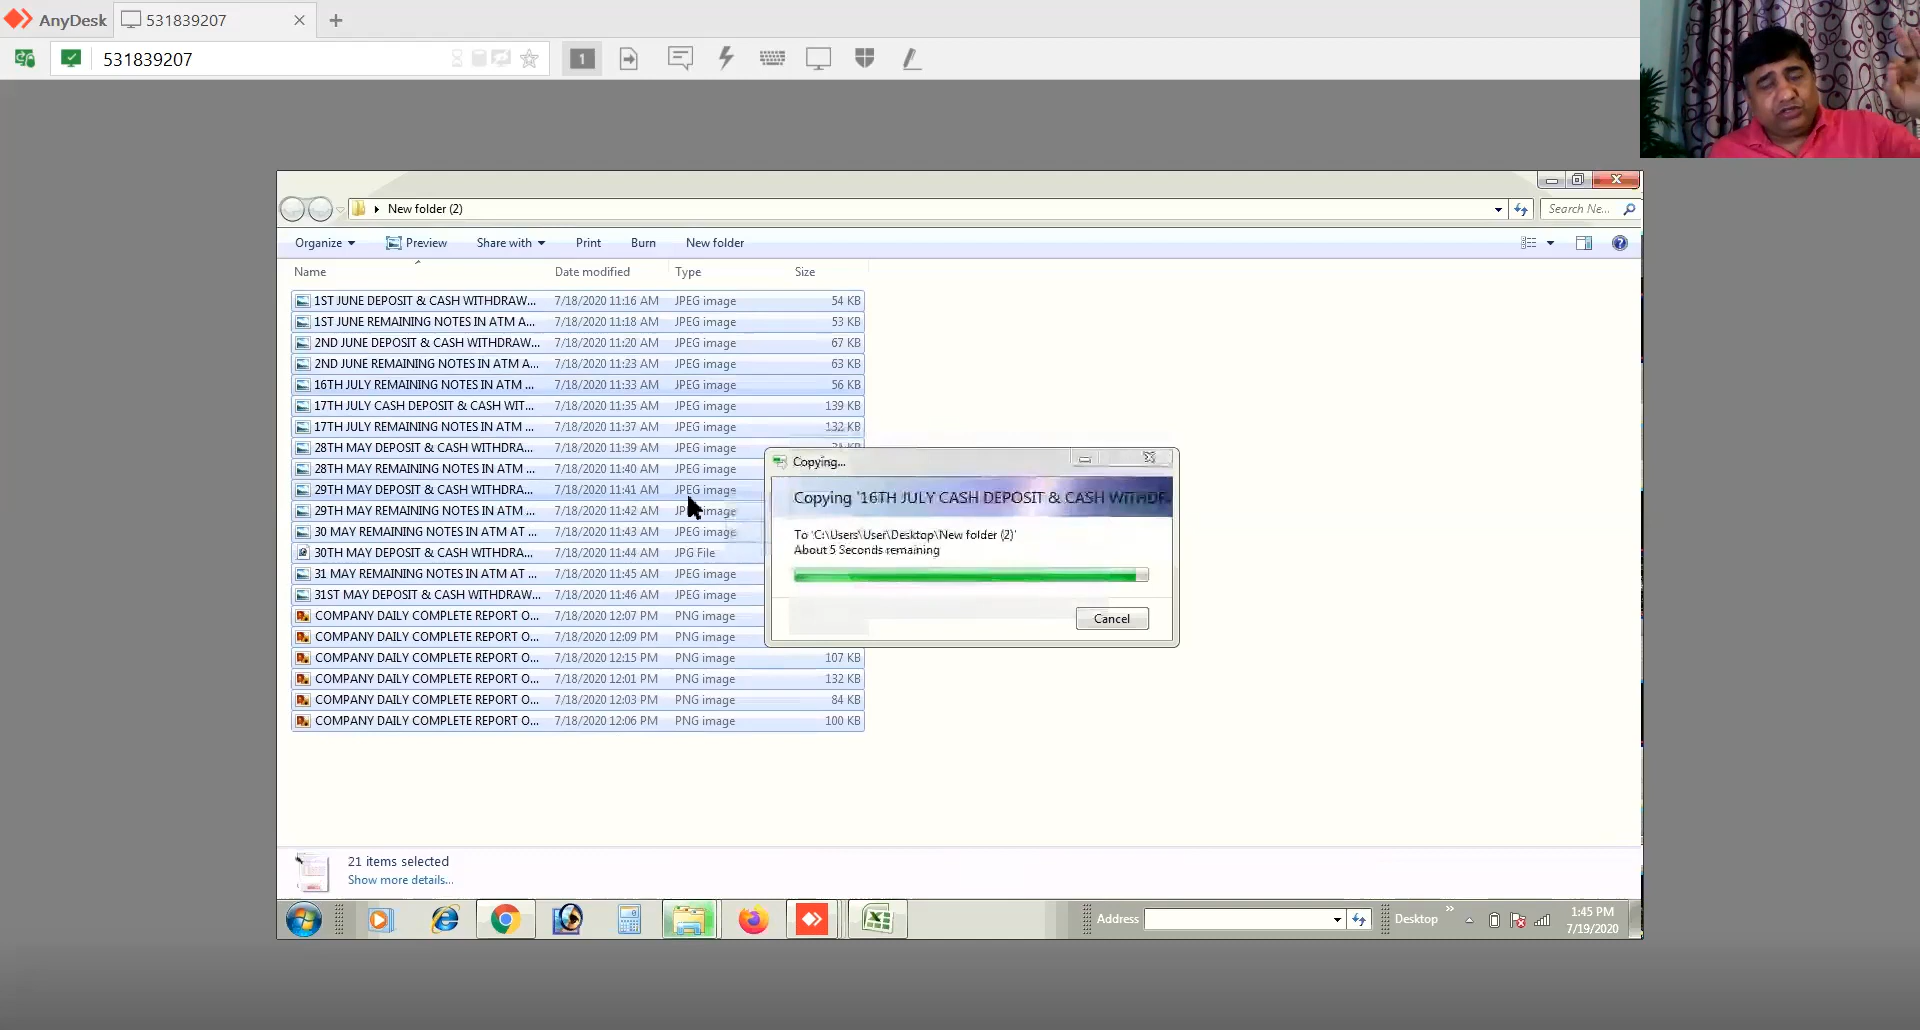 AnyDesk
531839207
531839207
1
New folder (2)
Search Ne...
Organize
Preview
Share with
Print
Burn
New folder
Name
Date modified
Type
Size
1ST JUNE DEPOSIT & CASH WITHDRAW... 7/18/2020 11:16 AM JPEG image 54 KB
1ST JUNE REMAINING NOTES IN ATM A... 7/18/2020 11:18 AM JPEG image 53 KB
2ND JUNE DEPOSIT & CASH WITHDRAW... 7/18/2020 11:20 AM JPEG image 67 KB
2ND JUNE REMAINING NOTES IN ATM A... 7/18/2020 11:23 AM JPEG image 63 KB
16TH JULY REMAINING NOTES IN ATM ... 7/18/2020 11:33 AM JPEG image 56 KB
17TH JULY CASH DEPOSIT & CASH WIT... 7/18/2020 11:35 AM JPEG image 139 KB
17TH JULY REMAINING NOTES IN ATM ... 7/18/2020 11:37 AM JPEG image 132 KB
28TH MAY DEPOSIT & CASH WITHDRA... 7/18/2020 11:39 AM JPEG image KB
28TH MAY REMAINING NOTES IN ATM ... 7/18/2020 11:40 AM JPEG image
29TH MAY DEPOSIT & CASH WITHDRA... 7/18/2020 11:41 AM JPEG image
29TH MAY REMAINING NOTES IN ATM ... 7/18/2020 11:42 AM JPEG image
30 MAY REMAINING NOTES IN ATM AT ... 7/18/2020 11:43 AM JPEG image
30TH MAY DEPOSIT & CASH WITHDRA... 7/18/2020 11:44 AM JPG File
31 MAY REMAINING NOTES IN ATM AT ... 7/18/2020 11:45 AM JPEG image
31ST MAY DEPOSIT & CASH WITHDRAW... 7/18/2020 11:46 AM JPEG image
COMPANY DAILY COMPLETE REPORT O... 7/18/2020 12:07 PM PNG image
COMPANY DAILY COMPLETE REPORT O... 7/18/2020 12:09 PM PNG image
COMPANY DAILY COMPLETE REPORT O... 7/18/2020 12:15 PM PNG image 107 KB
COMPANY DAILY COMPLETE REPORT O... 7/18/2020 12:01 PM PNG image 132 KB
COMPANY DAILY COMPLETE REPORT O... 7/18/2020 12:03 PM PNG image 84 KB
COMPANY DAILY COMPLETE REPORT O... 7/18/2020 12:06 PM PNG image 100 KB
Copying...
Copying '16TH JULY CASH DEPOSIT & CASH WITHDR
To 'C:\Users\User\Desktop\New folder (2)'
About 5 Seconds remaining
Cancel
21 items selected
Show more details...
Address
Desktop
1:45 PM
7/19/2020